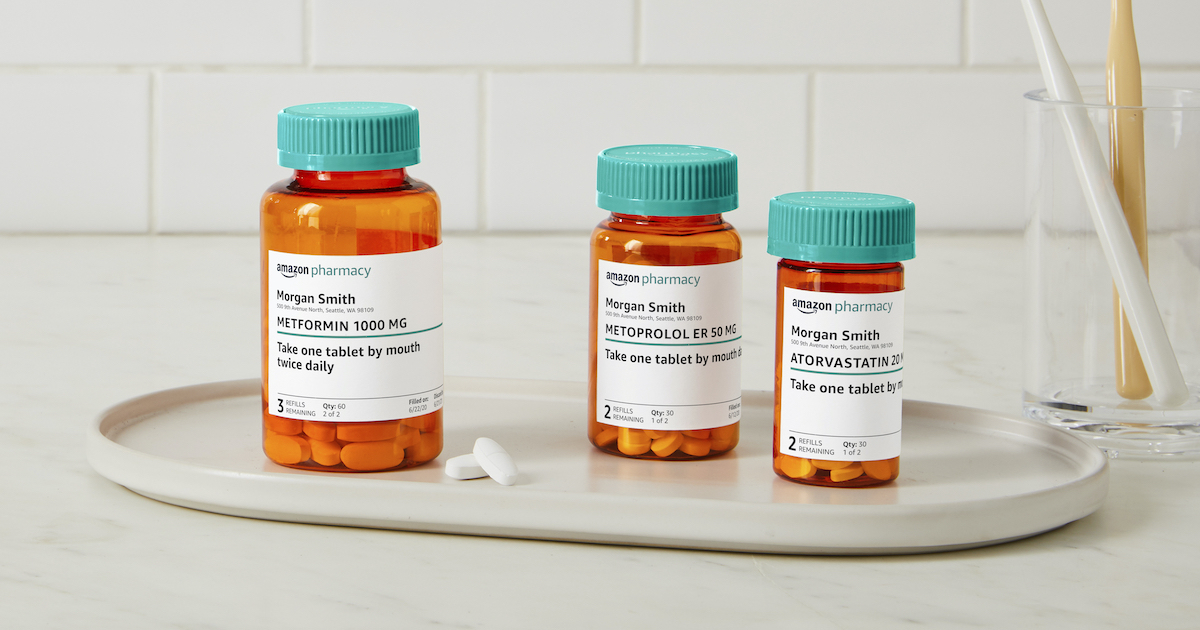 amazon pharmacy
Morgan Smith
500 9th Avenue North, Seattle, WA 98109
METFORMIN 1000 MG
Take one tablet by mouth
twice daily
3 REFILLS REMAINING
Qty: 60
2 of 2
Filled on:
6/22/20
amazon pharmacy
Morgan Smith
500 9th Avenue North, Seattle, WA 98109
METOPROLOL ER 50 MG
Take one tablet by mouth d
2 REFILLS REMAINING
Qty: 30
1 of 2
Filled on:
amazon pharmacy
Morgan Smith
500 9th Avenue North, Seattle, WA 98109
ATORVASTATIN 20 M
Take one tablet by m
2 REFILLS REMAINING
Qty: 30
1 of 2